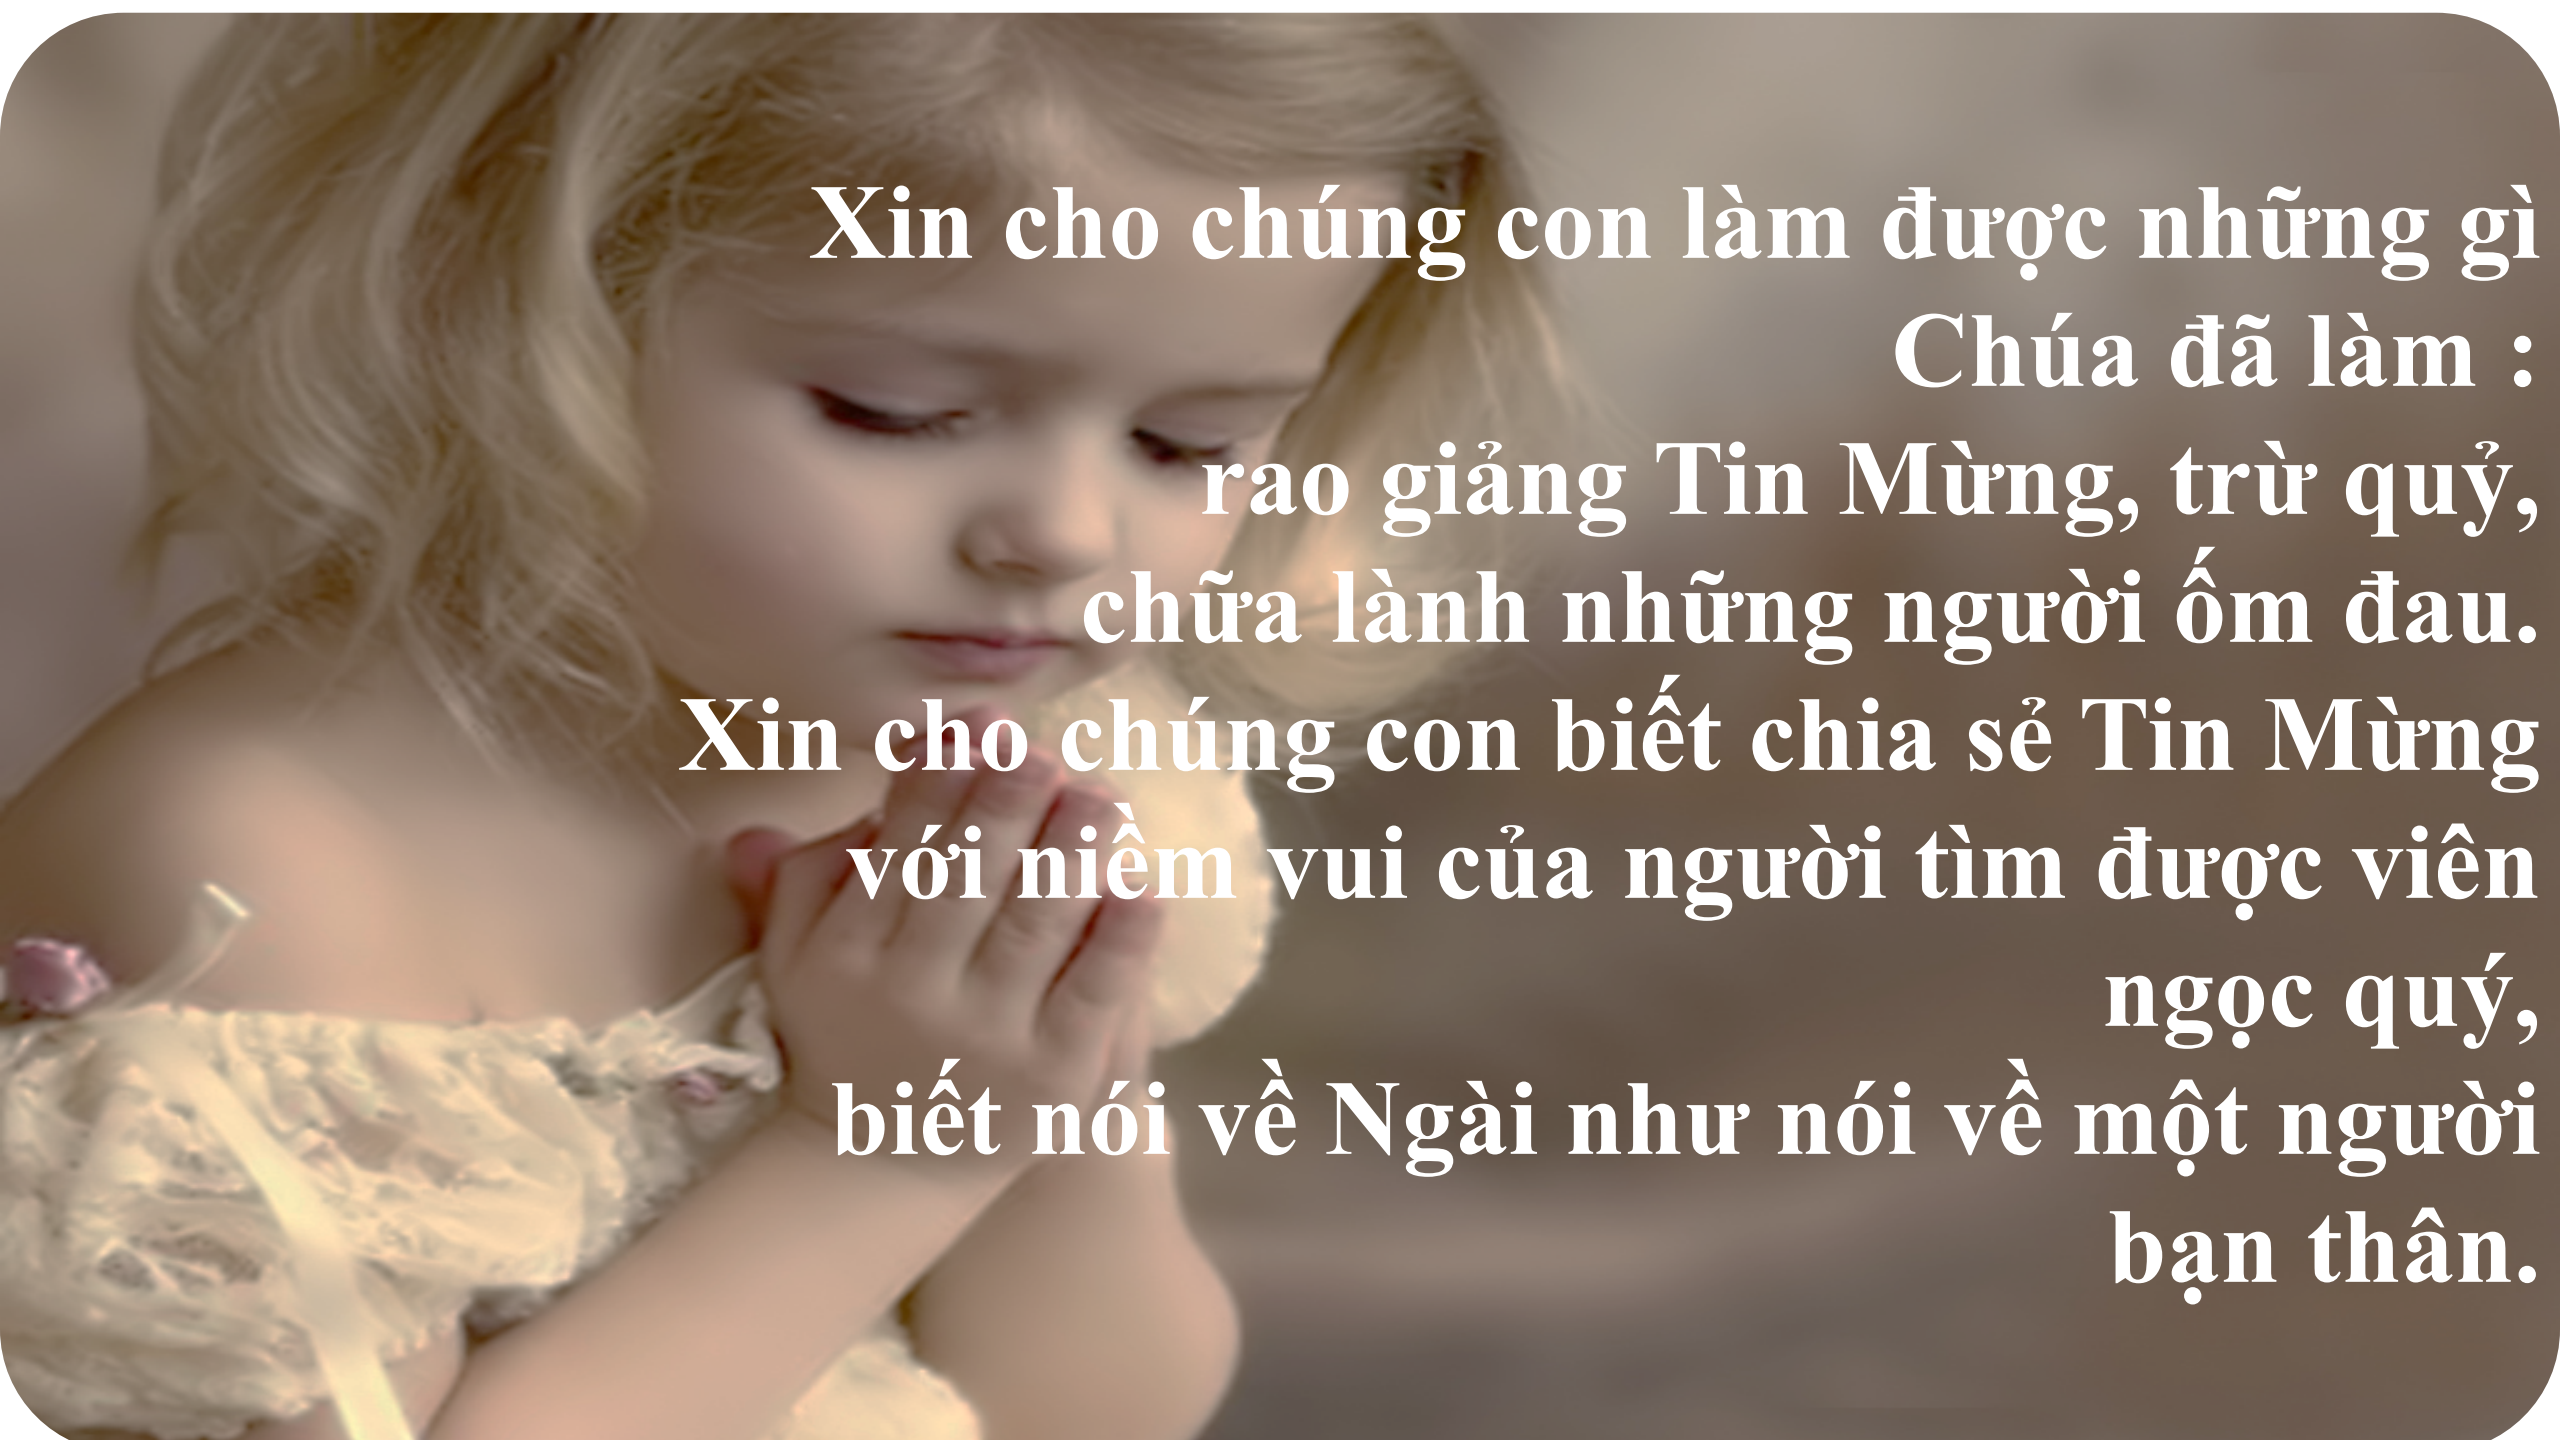 Xin cho chúng con làm được những gì
Chúa đã làm :
rao giảng Tin Mừng, trừ quỷ,
chữa lành những người ốm đau.
Xin cho chúng con biết chia sẻ Tin Mừng
với niềm vui của người tìm được viên
ngọc quý,
biết nói về Ngài như nói về một người
bạn thân.